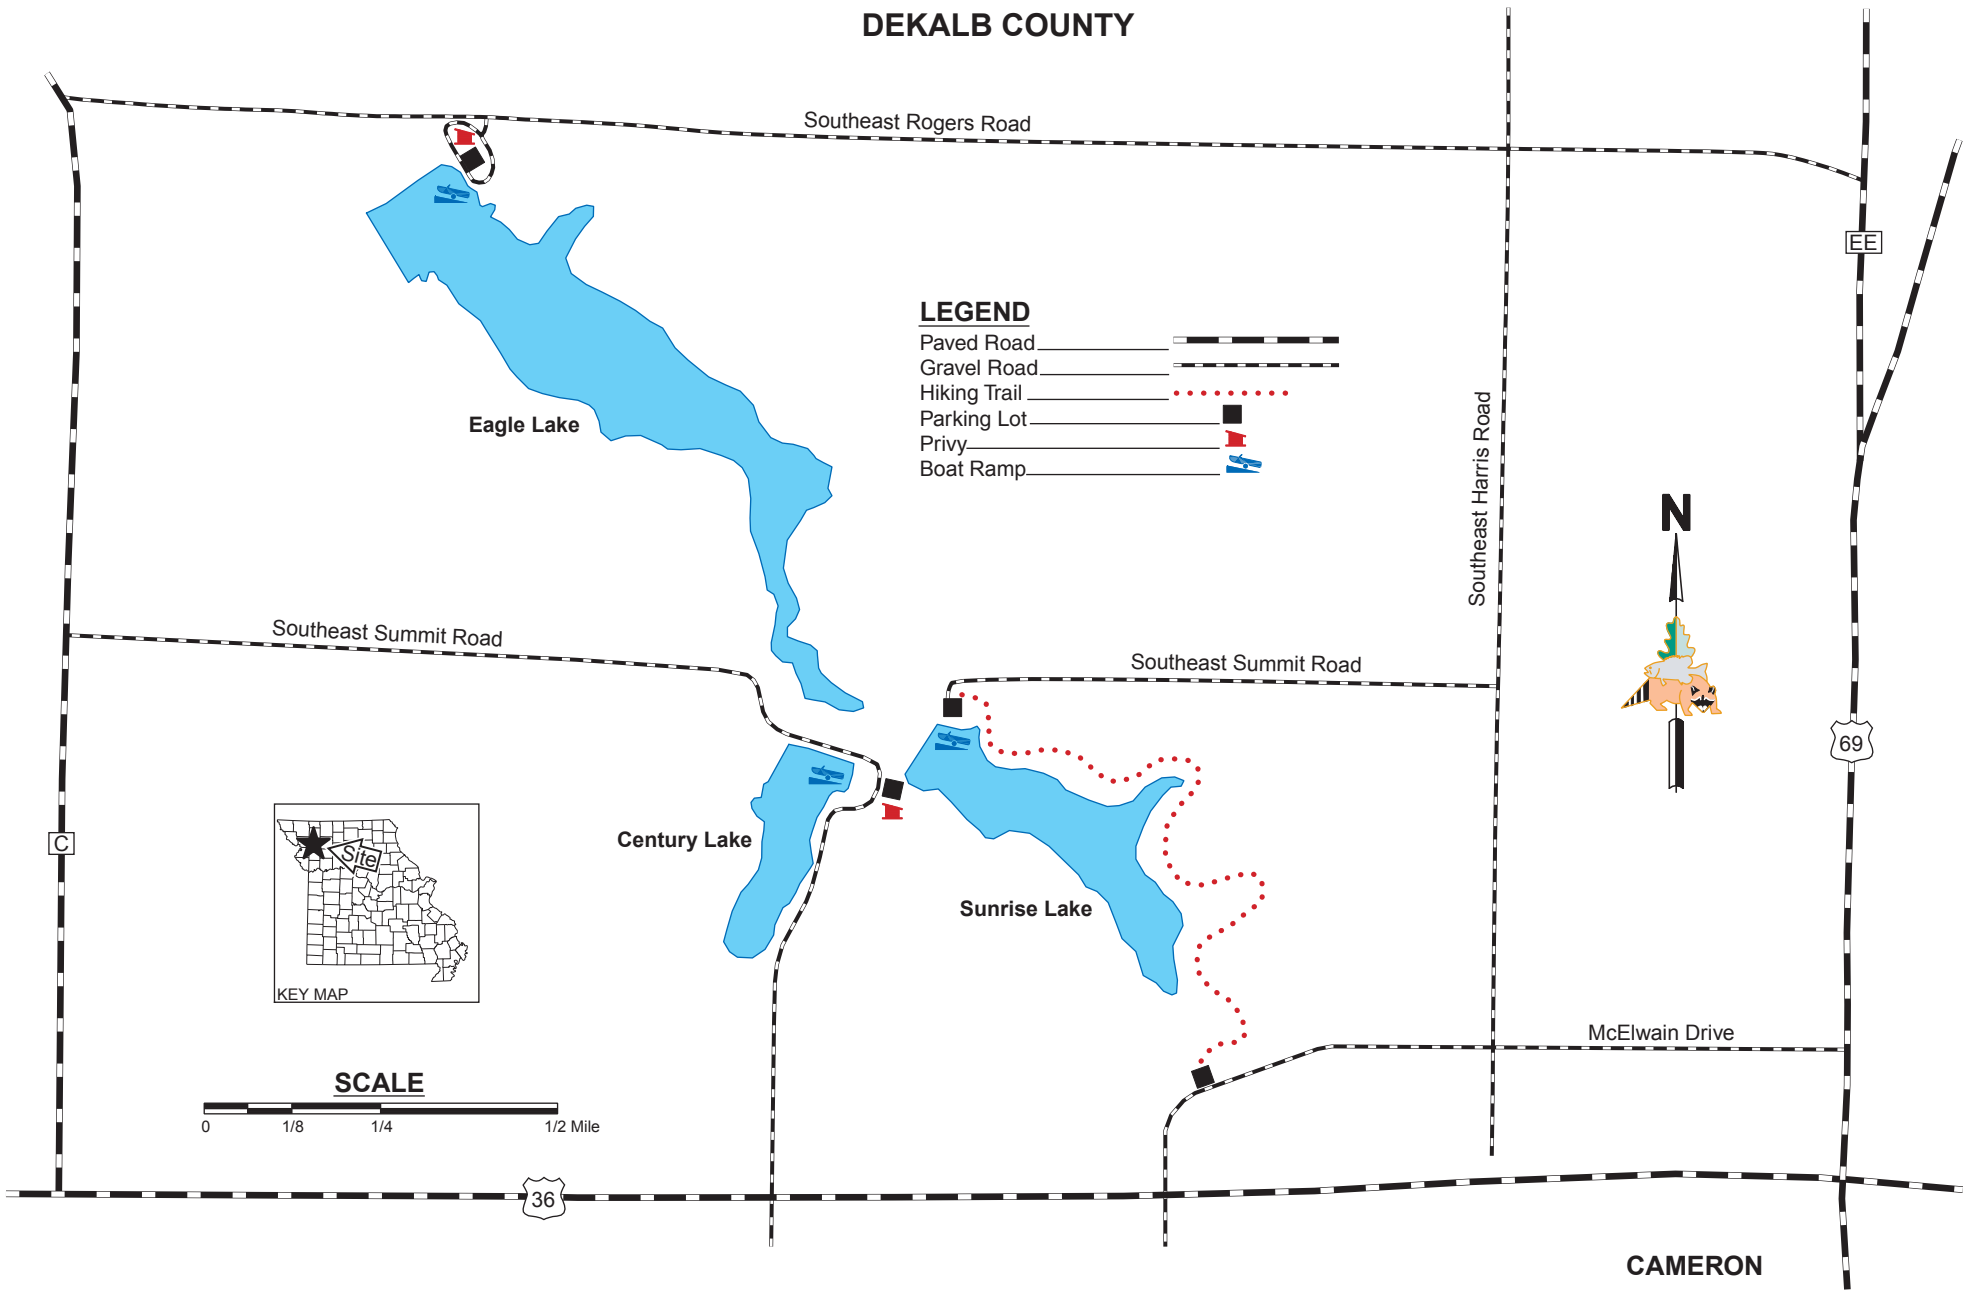 DEKALB COUNTY
Southeast Rogers Road
EE
LEGEND
Paved Road
Gravel Road
Hiking Trail
Parking Lot
Privy
Boat Ramp
Southeast Harris Road
Eagle Lake
N
Southeast Summit Road
Southeast Summit Road
69
C
Century Lake
Site
KEY MAP
Sunrise Lake
McElwain Drive
SCALE
0 1/8 1/4 1/2 Mile
36
CAMERON